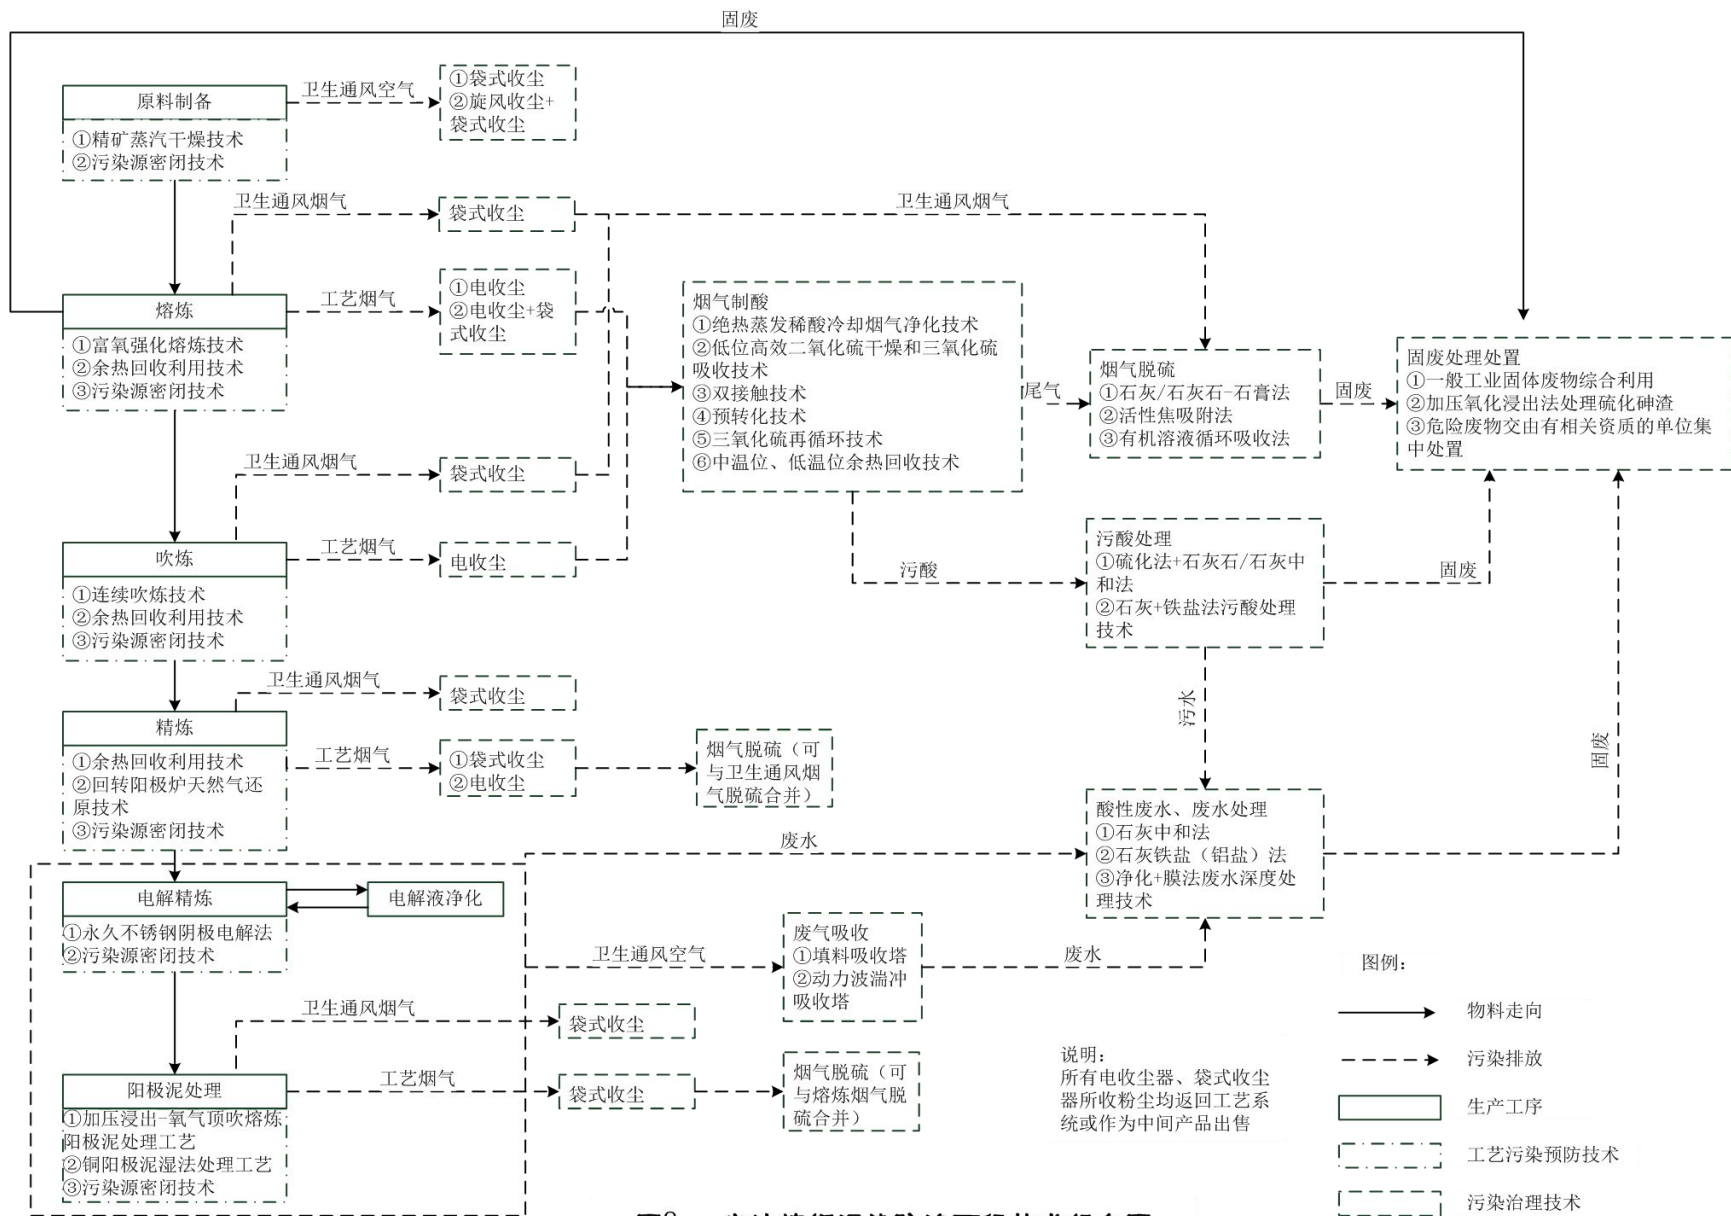 固废
原料制备
①精矿蒸汽干燥技术
②污染源密闭技术
卫生通风空气
①袋式收尘
②旋风收尘+
袋式收尘
卫生通风烟气
袋式收尘
卫生通风烟气
熔炼
①富氧强化熔炼技术
②余热回收利用技术
③污染源密闭技术
工艺烟气
①电收尘
②电收尘+袋
式收尘
烟气制酸
①绝热蒸发稀酸冷却烟气净化技术
②低位高效二氧化硫干燥和三氧化硫
吸收技术
③双接触技术
④预转化技术
⑤三氧化硫再循环技术
⑥中温位、低温位余热回收技术
尾气
烟气脱硫
①石灰/石灰石-石膏法
②活性焦吸附法
③有机溶液循环吸收法
固废
固废处理处置
①一般工业固体废物综合利用
②加压氧化浸出法处理硫化砷渣
③危险废物交由有相关资质的单位集
中处置
卫生通风烟气
袋式收尘
吹炼
①连续吹炼技术
②余热回收利用技术
③污染源密闭技术
工艺烟气
电收尘
污酸
污酸处理
①硫化法+石灰石/石灰中
和法
②石灰+铁盐法污酸处理
技术
固废
卫生通风烟气
袋式收尘
精炼
①余热回收利用技术
②回转阳极炉天然气还
原技术
③污染源密闭技术
工艺烟气
①袋式收尘
②电收尘
烟气脱硫（可
与卫生通风烟
气脱硫合并）
污水
固废
废水
酸性废水、废水处理
①石灰中和法
②石灰铁盐（铝盐）法
③净化+膜法废水深度处
理技术
电解精炼
①永久不锈钢阴极电解法
②污染源密闭技术
电解液净化
卫生通风空气
废气吸收
①填料吸收塔
②动力波湍冲
吸收塔
废水
卫生通风烟气
袋式收尘
阳极泥处理
①加压浸出-氧气顶吹熔炼
阳极泥处理工艺
②铜阳极泥湿法处理工艺
③污染源密闭技术
工艺烟气
袋式收尘
烟气脱硫（可
与熔炼烟气脱
硫合并）
说明：
所有电收尘器、袋式收尘
器所收粉尘均返回工艺系
统或作为中间产品出售
图例：
物料走向
污染排放
生产工序
工艺污染预防技术
污染治理技术